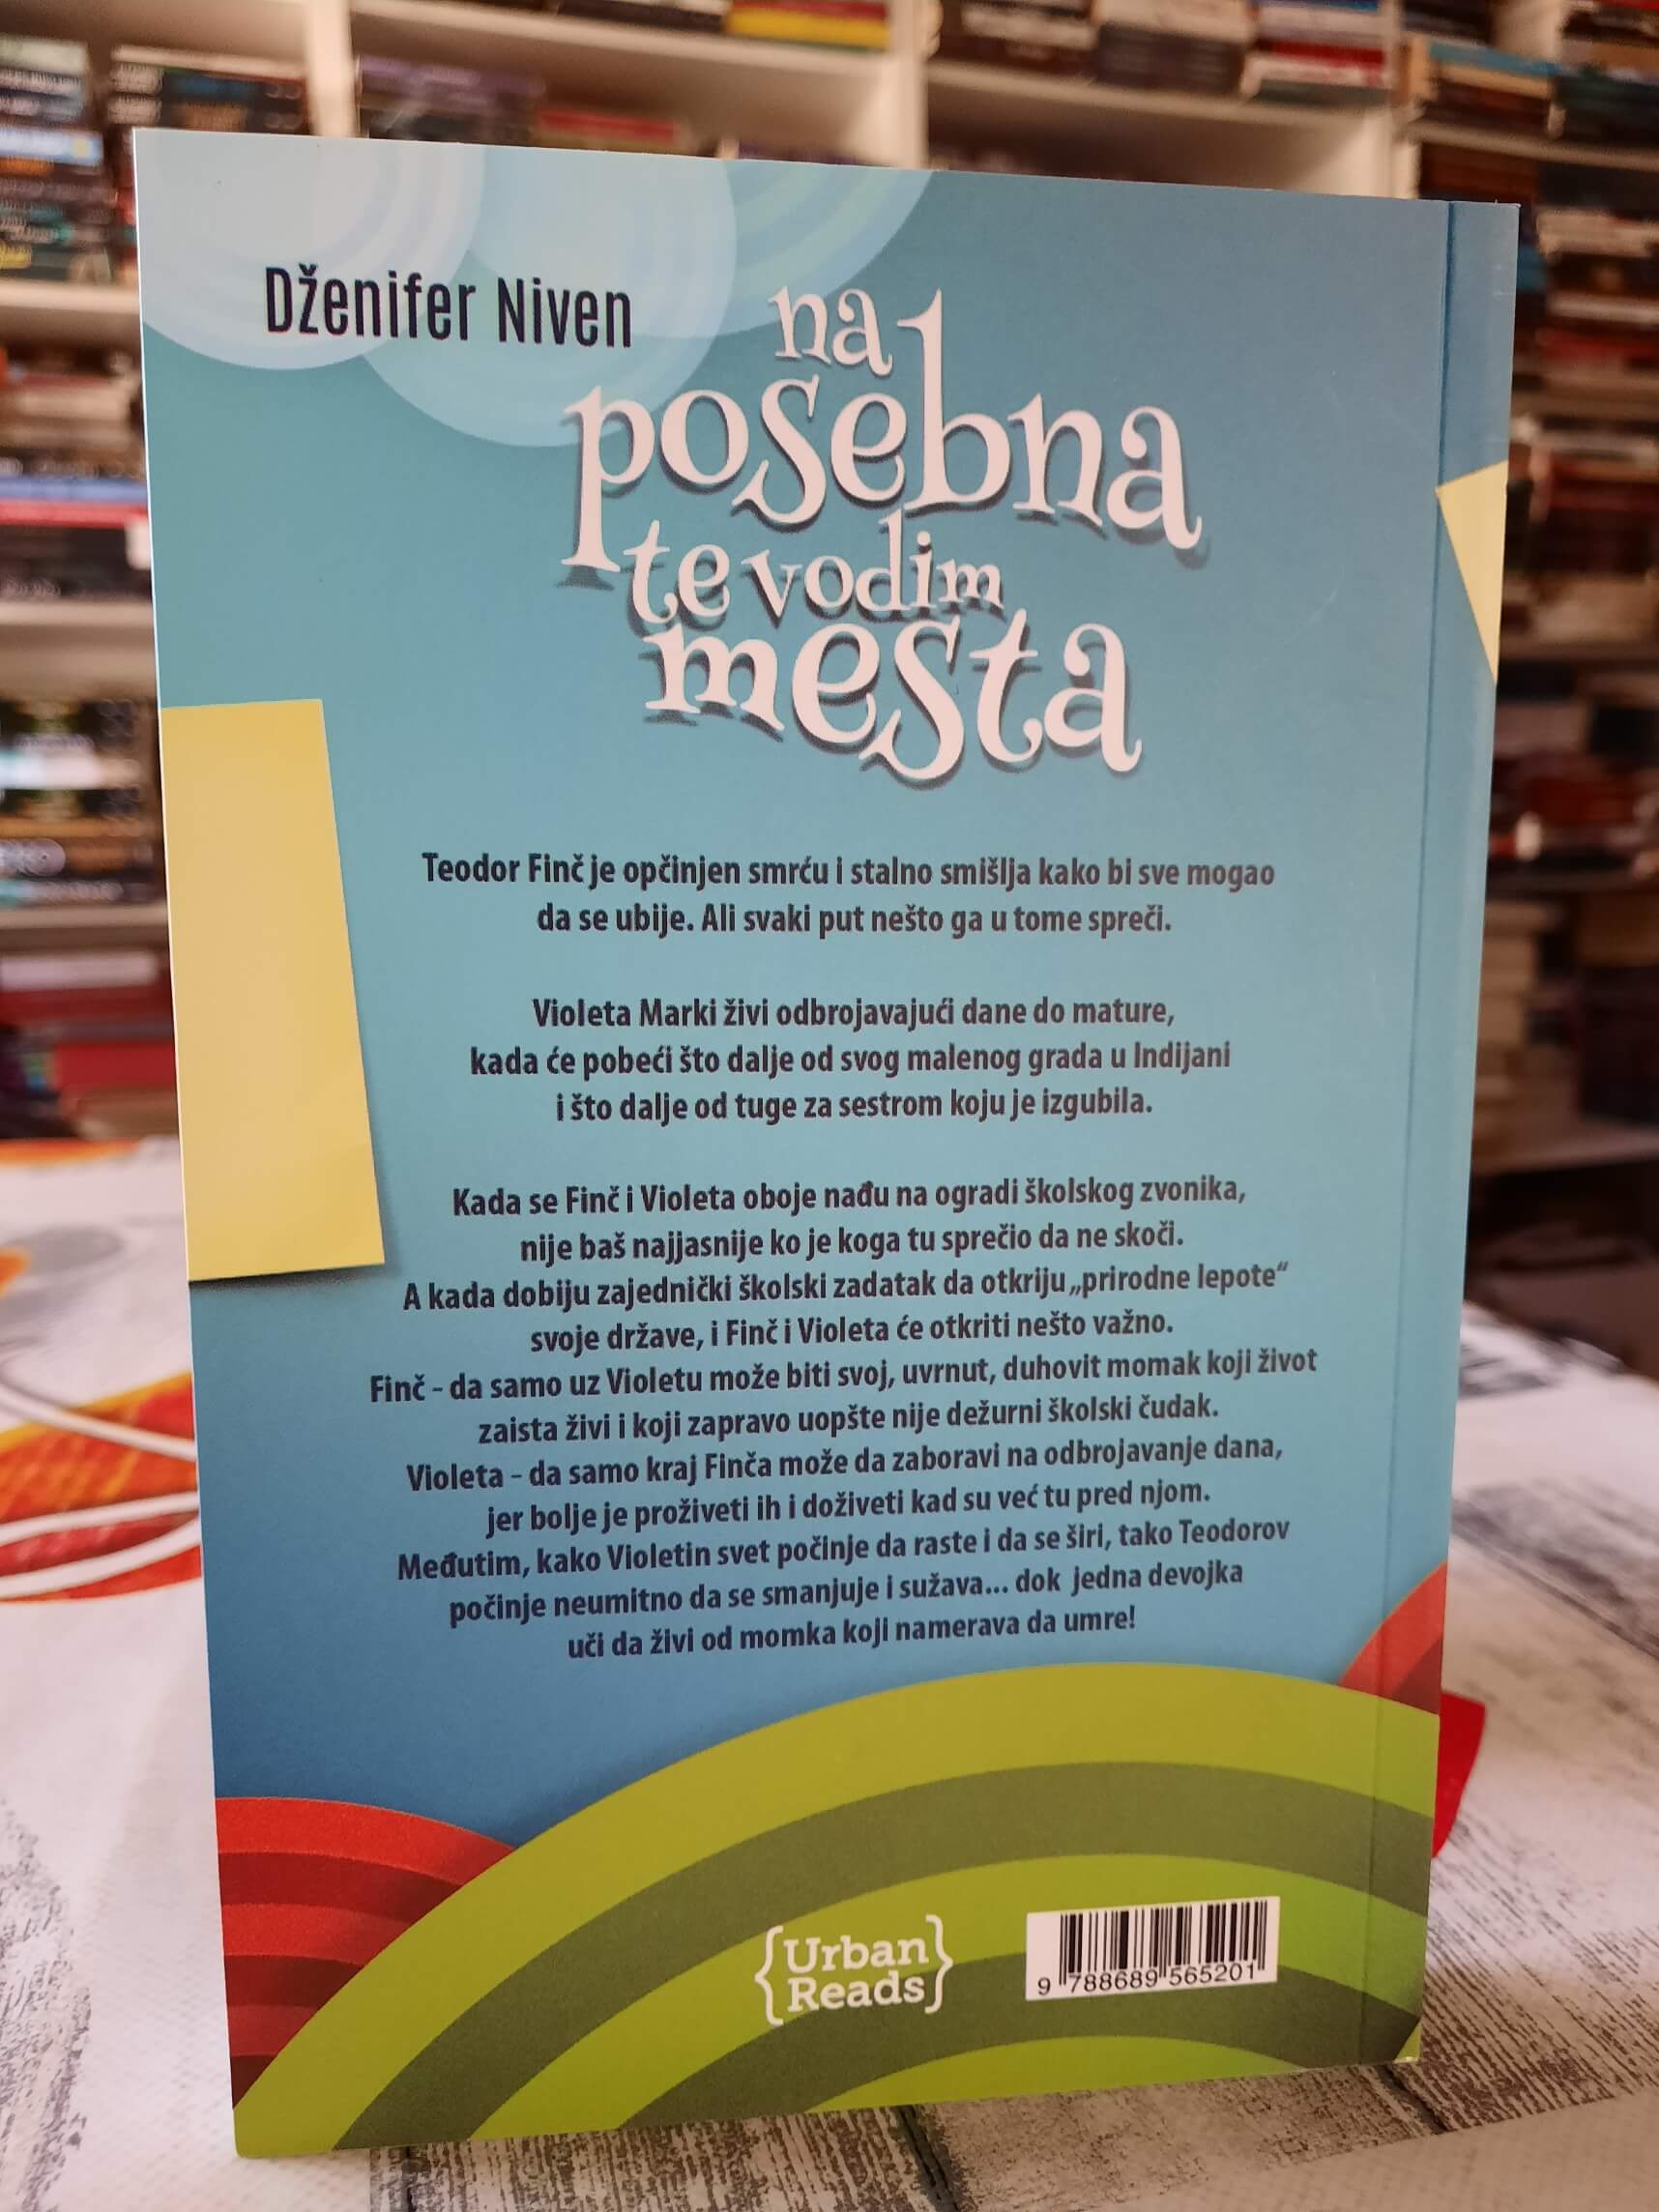 Dženifer Niven
na
posebna
te vodim
mesta
Teodor Finč je opčinjen smrću i stalno smišlja kako bi sve mogao
da se ubije. Ali svaki put nešto ga u tome spreči.
Violeta Marki živi odbrojavajući dane do mature,
kada će pobeći što dalje od svog malenog grada u Indijani
i što dalje od tuge za sestrom koju je izgubila.
Kada se Finč i Violeta oboje nađu na ogradi školskog zvonika,
nije baš najjasnije ko je koga tu sprečio da ne skoči.
A kada dobiju zajednički školski zadatak da otkriju „prirodne lepote“
svoje države, i Finč i Violeta će otkriti nešto važno.
Finč - da samo uz Violetu može biti svoj, uvrnut, duhovit momak koji život
zaista živi i koji zapravo uopšte nije dežurni školski čudak.
Violeta - da samo kraj Finča može da zaboravi na odbrojavanje dana,
jer bolje je proživeti ih i doživeti kad su već tu pred njom.
Međutim, kako Violetin svet počinje da raste i da se širi, tako Teodorov
počinje neumitno da se smanjuje i sužava... dok jedna devojka
uči da živi od momka koji namerava da umre!
{Urban
Reads}
9 788689 565201